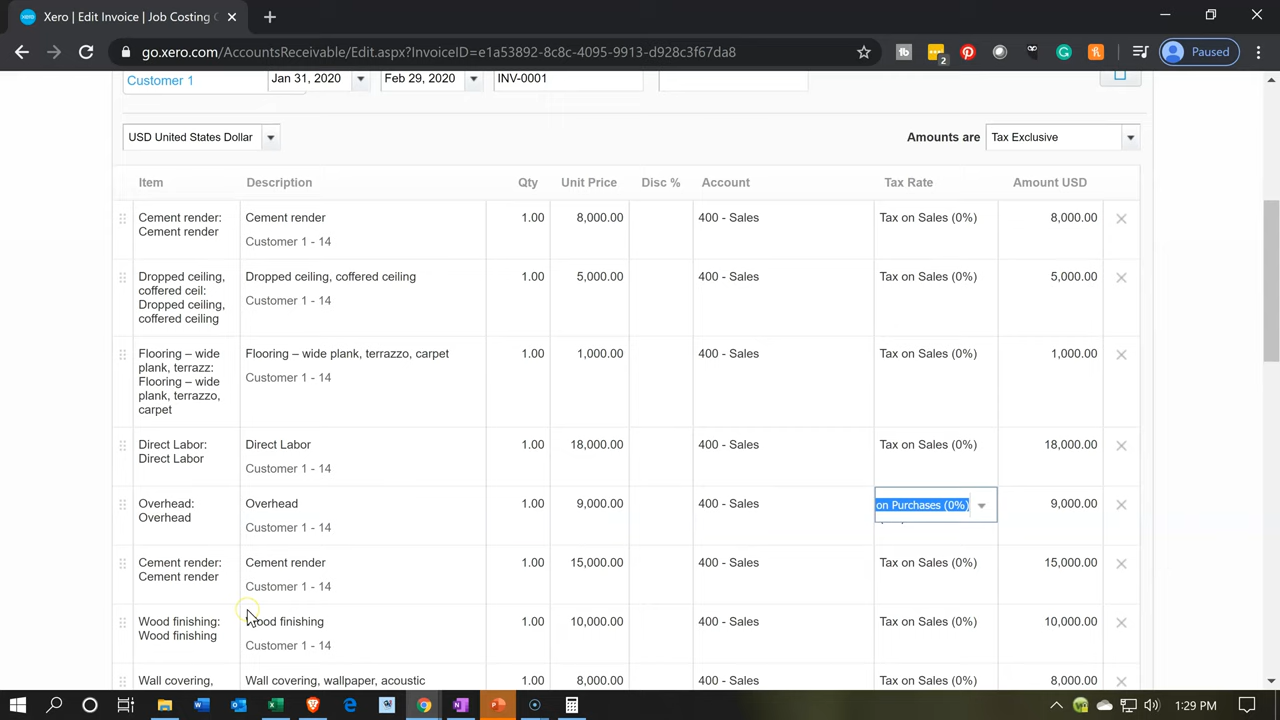 Xero | Edit Invoice | Job Costing
go.xero.com/AccountsReceivable/Edit.aspx?InvoiceID=e1a53892-8c8c-4095-9913-d928c3f67da8
2
Paused
Customer 1
Jan 31, 2020
Feb 29, 2020
INV-0001
USD United States Dollar
Amounts are
Tax Exclusive
Item Description Qty Unit Price Disc % Account Tax Rate Amount USD
Cement render: Cement render 1.00 8,000.00 400 - Sales Tax on Sales (0%) 8,000.00
Cement render Customer 1 - 14
Dropped ceiling, Dropped ceiling, coffered ceiling 1.00 5,000.00 400 - Sales Tax on Sales (0%) 5,000.00
coffered ceil: Customer 1 - 14
Dropped ceiling,
coffered ceiling
Flooring – wide Flooring – wide plank, terrazzo, carpet 1.00 1,000.00 400 - Sales Tax on Sales (0%) 1,000.00
plank, terrazz: Customer 1 - 14
Flooring – wide
plank, terrazzo,
carpet
Direct Labor: Direct Labor 1.00 18,000.00 400 - Sales Tax on Sales (0%) 18,000.00
Direct Labor Customer 1 - 14
Overhead: Overhead 1.00 9,000.00 400 - Sales on Purchases (0%) 9,000.00
Overhead Customer 1 - 14
Cement render: Cement render 1.00 15,000.00 400 - Sales Tax on Sales (0%) 15,000.00
Cement render Customer 1 - 14
Wood finishing: Wood finishing 1.00 10,000.00 400 - Sales Tax on Sales (0%) 10,000.00
Wood finishing Customer 1 - 14
Wall covering, Wall covering, wallpaper, acoustic 1.00 8,000.00 400 - Sales Tax on Sales (0%) 8,000.00
1:29 PM